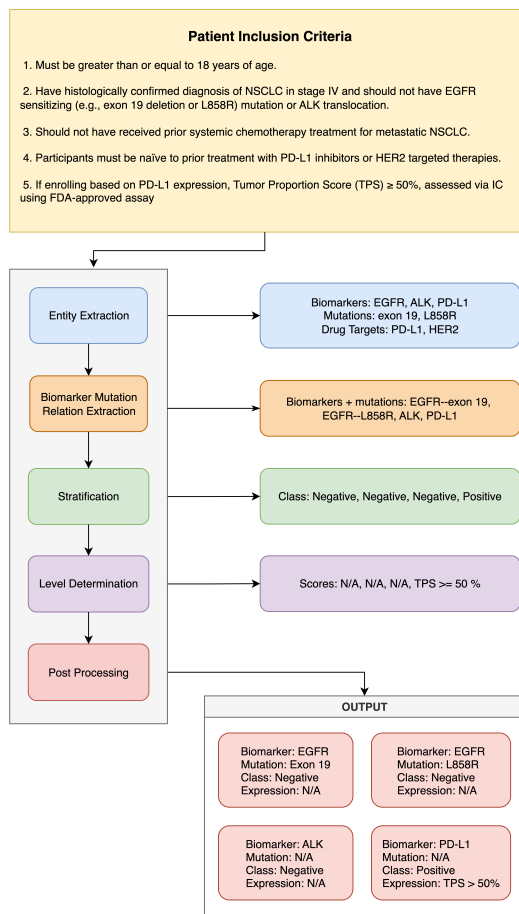 Patient Inclusion Criteria
1. Must be greater than or equal to 18 years of age.
2. Have histologically confirmed diagnosis of NSCLC in stage IV and should not have EGFR
sensitizing (e.g., exon 19 deletion or L858R) mutation or ALK translocation.
3. Should not have received prior systemic chemotherapy treatment for metastatic NSCLC.
4. Participants must be naïve to prior treatment with PD-L1 inhibitors or HER2 targeted therapies.
5. If enrolling based on PD-L1 expression, Tumor Proportion Score (TPS) ≥ 50%, assessed via IC
using FDA-approved assay
Entity Extraction
Biomarkers: EGFR, ALK, PD-L1
Mutations: exon 19, L858R
Drug Targets: PD-L1, HER2
Biomarker Mutation
Relation Extraction
Biomarkers + mutations: EGFR--exon 19,
EGFR--L858R, ALK, PD-L1
Stratification
Class: Negative, Negative, Negative, Positive
Level Determination
Scores: N/A, N/A, N/A, TPS >= 50 %
Post Processing
OUTPUT
Biomarker: EGFR
Mutation: Exon 19
Class: Negative
Expression: N/A
Biomarker: EGFR
Mutation: L858R
Class: Negative
Expression: N/A
Biomarker: ALK
Mutation: N/A
Class: Negative
Expression: N/A
Biomarker: PD-L1
Mutation: N/A
Class: Positive
Expression: TPS > 50%